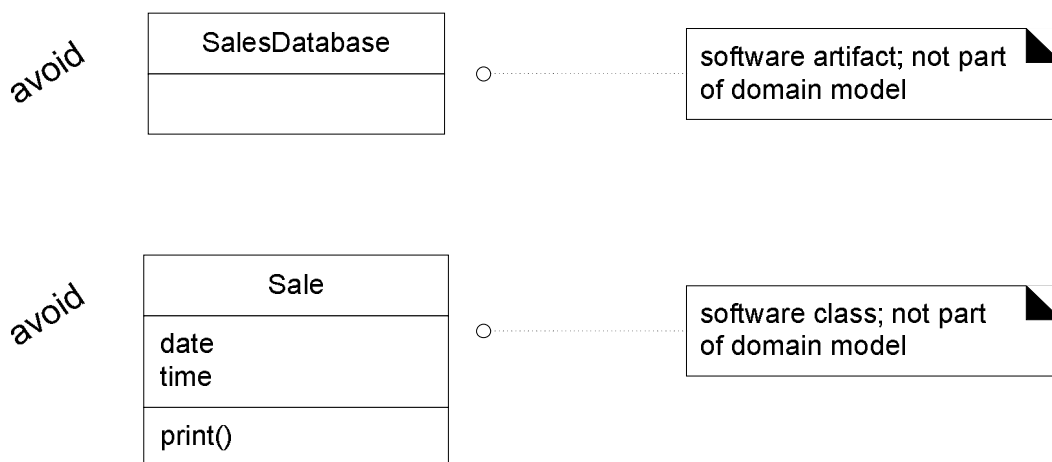 avoid
SalesDatabase
software artifact; not part
of domain model
avoid
Sale
date
time
print()
software class; not part
of domain model